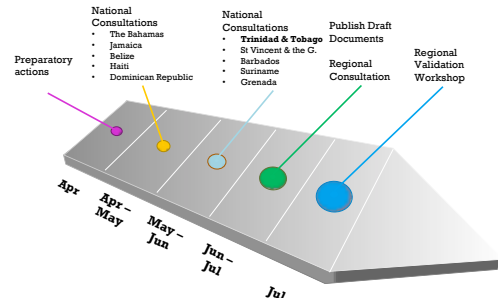 Preparatory
actions
National
Consultations
• The Bahamas
• Jamaica
• Belize
• Haiti
• Dominican Republic
National
Consultations
• Trinidad & Tobago
• St Vincent & the G.
• Barbados
• Suriname
• Grenada
Publish Draft
Documents
Regional
Consultation
Regional
Validation
Workshop
Apr
Apr –
May
May –
Jun
Jun –
Jul
Jul